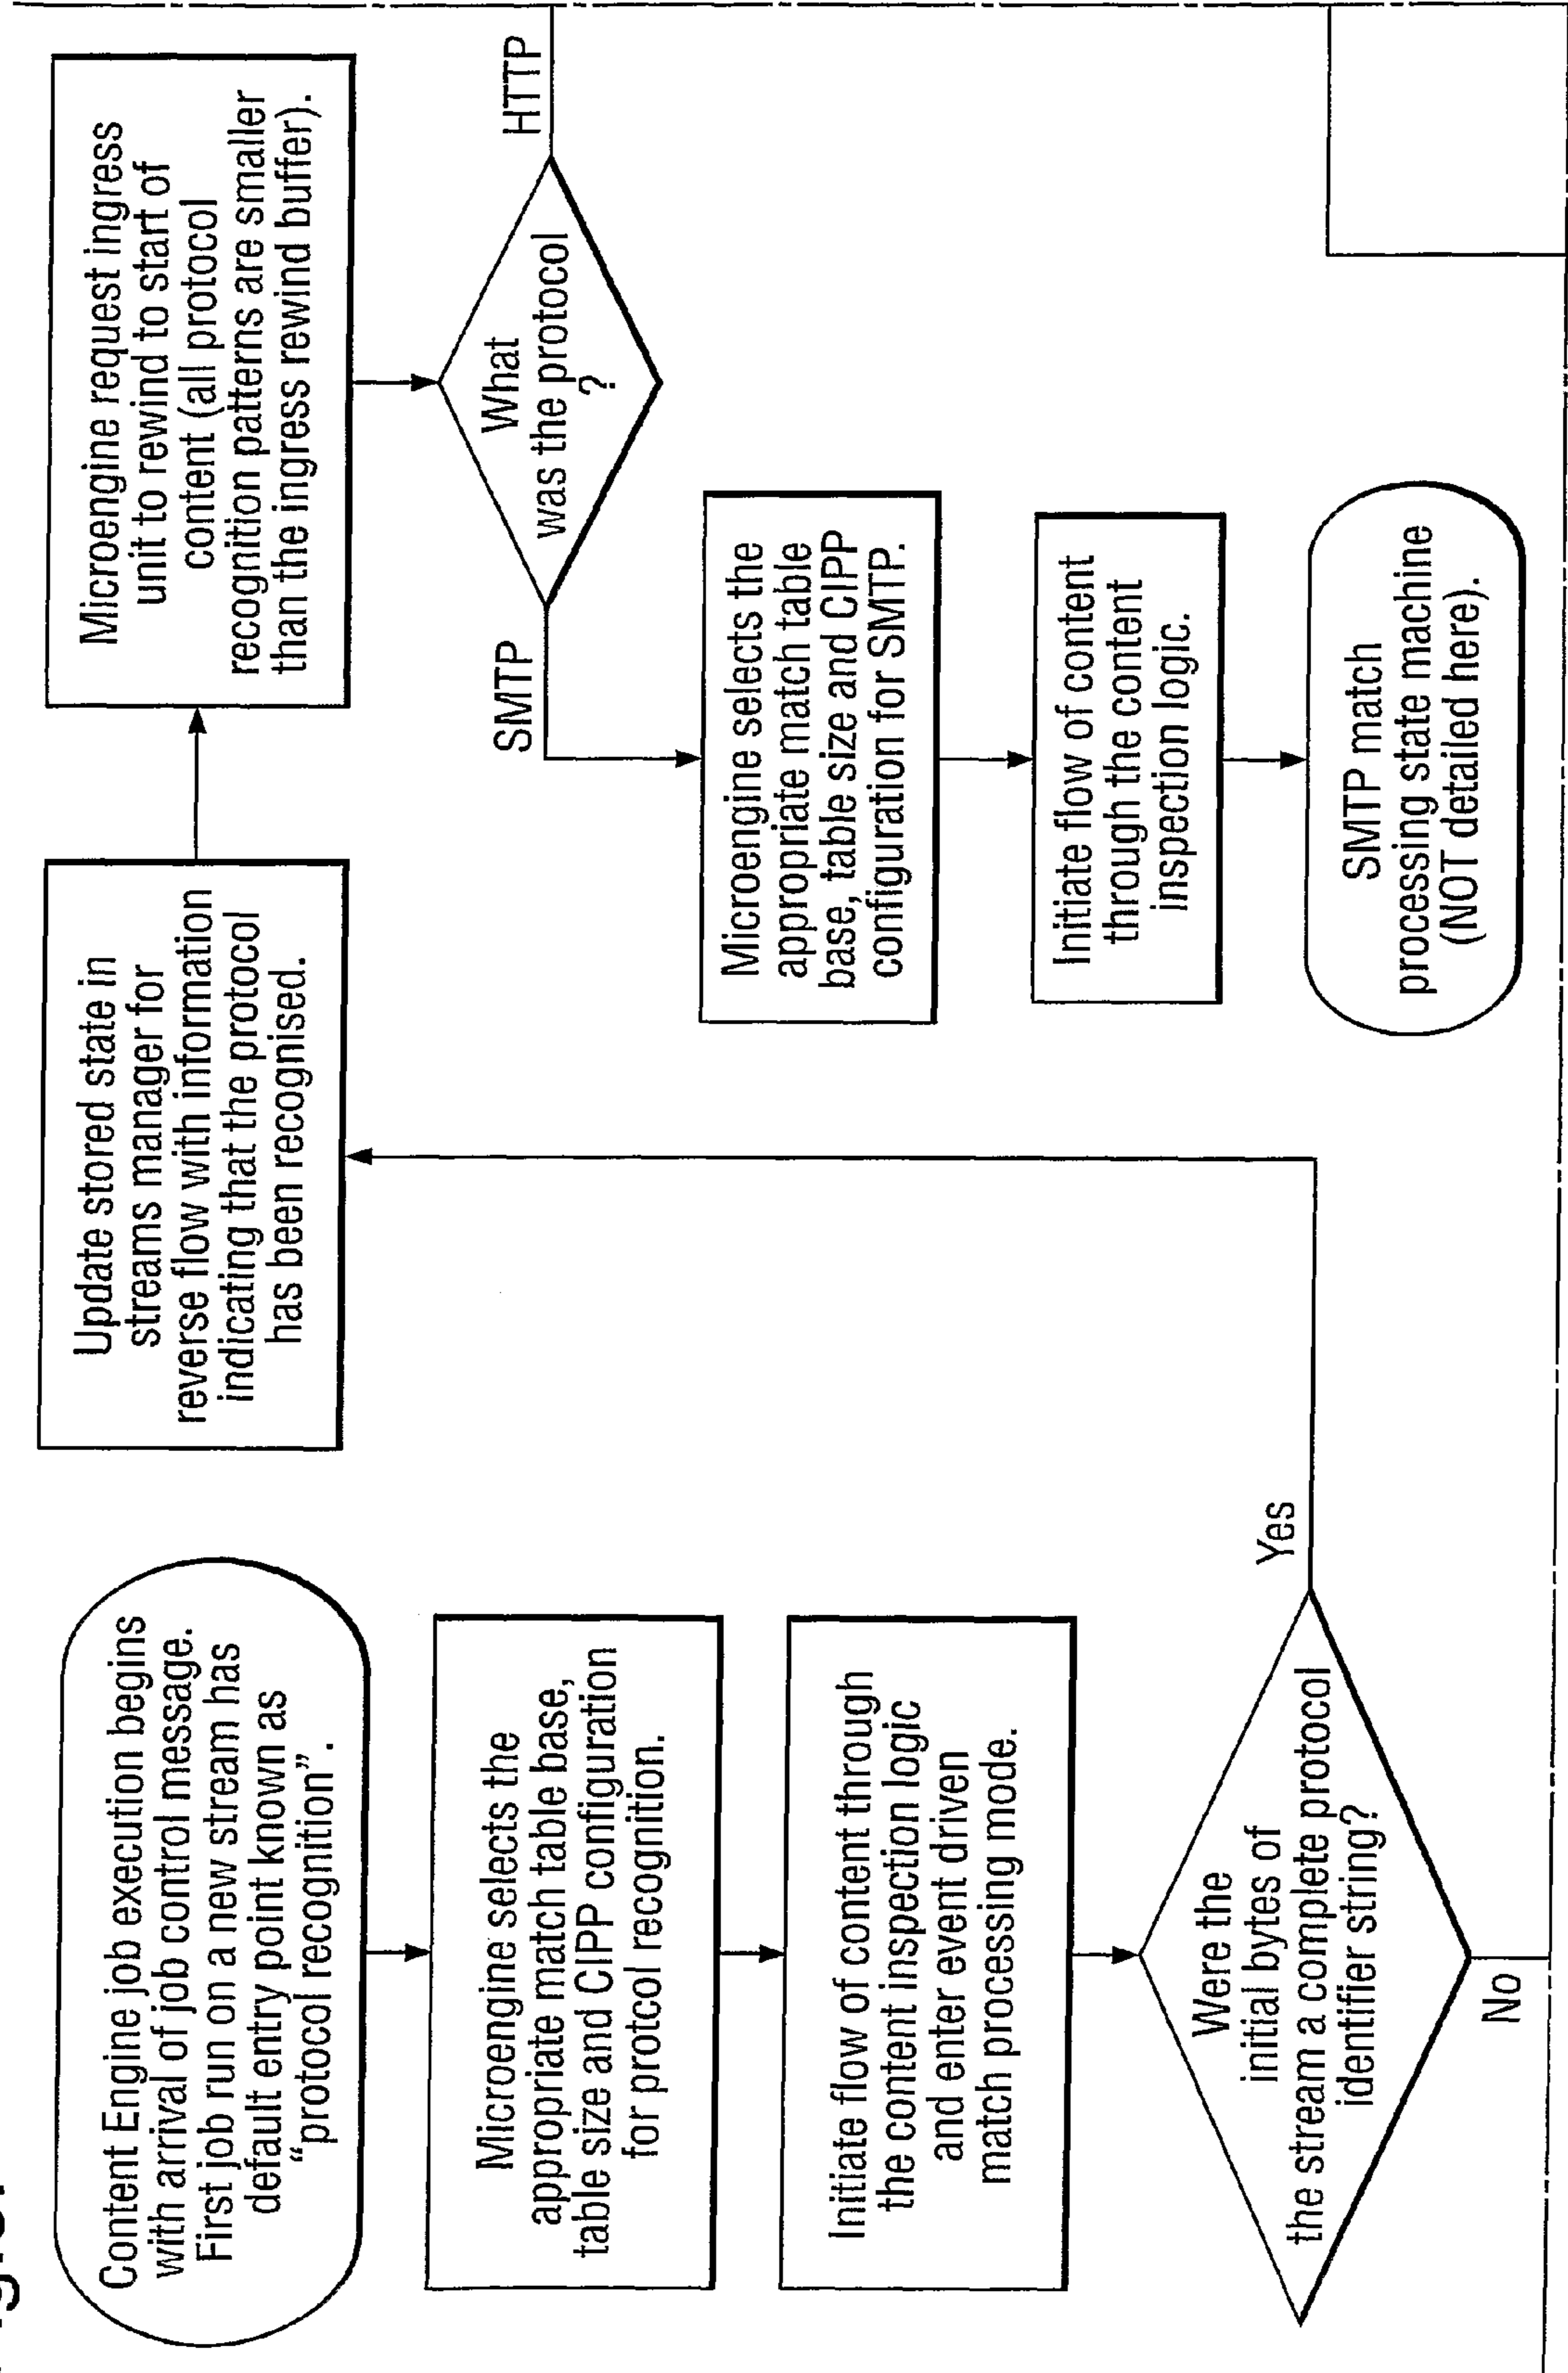 Content Engine job execution begins
with arrival of job control message.
First job run on a new stream has
default entry point known as
“protocol recognition”.
Microengine selects the
appropriate match table base,
table size and CIPP configuration
for protocol recognition.
Initiate flow of content through
the content inspection logic
and enter event driven
match processing mode.
Were the
initial bytes of
the stream a complete protocol
identifier string?
Yes
No
Update stored state in
streams manager for
reverse flow with information
indicating that the protocol
has been recognised.
Microengine request ingress
unit to rewind to start of
content (all protocol
recognition patterns are smaller
than the ingress rewind buffer).
What
was the protocol
?
SMTP
HTTP
Microengine selects the
appropriate match table
base, table size and CIPP
configuration for SMTP.
Initiate flow of content
through the content
inspection logic.
SMTP match
processing state machine
(NOT detailed here).